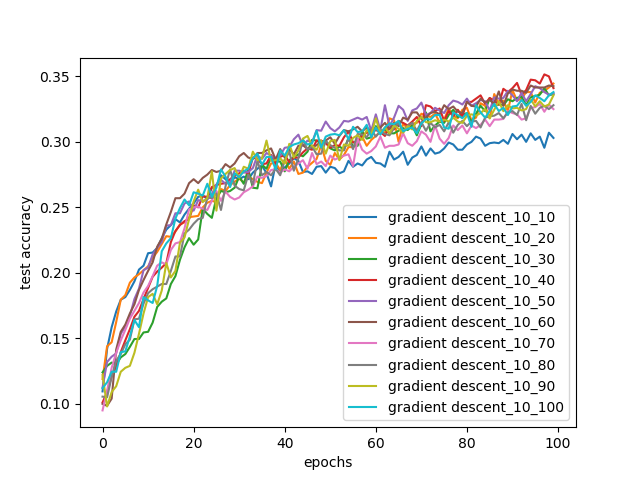 0.35
0.30
0.25
0.20
0.15
0.10
test accuracy
gradient descent_10_10
gradient descent_10_20
gradient descent_10_30
gradient descent_10_40
gradient descent_10_50
gradient descent_10_60
gradient descent_10_70
gradient descent_10_80
gradient descent_10_90
gradient descent_10_100
0 20 40 60 80 100
epochs